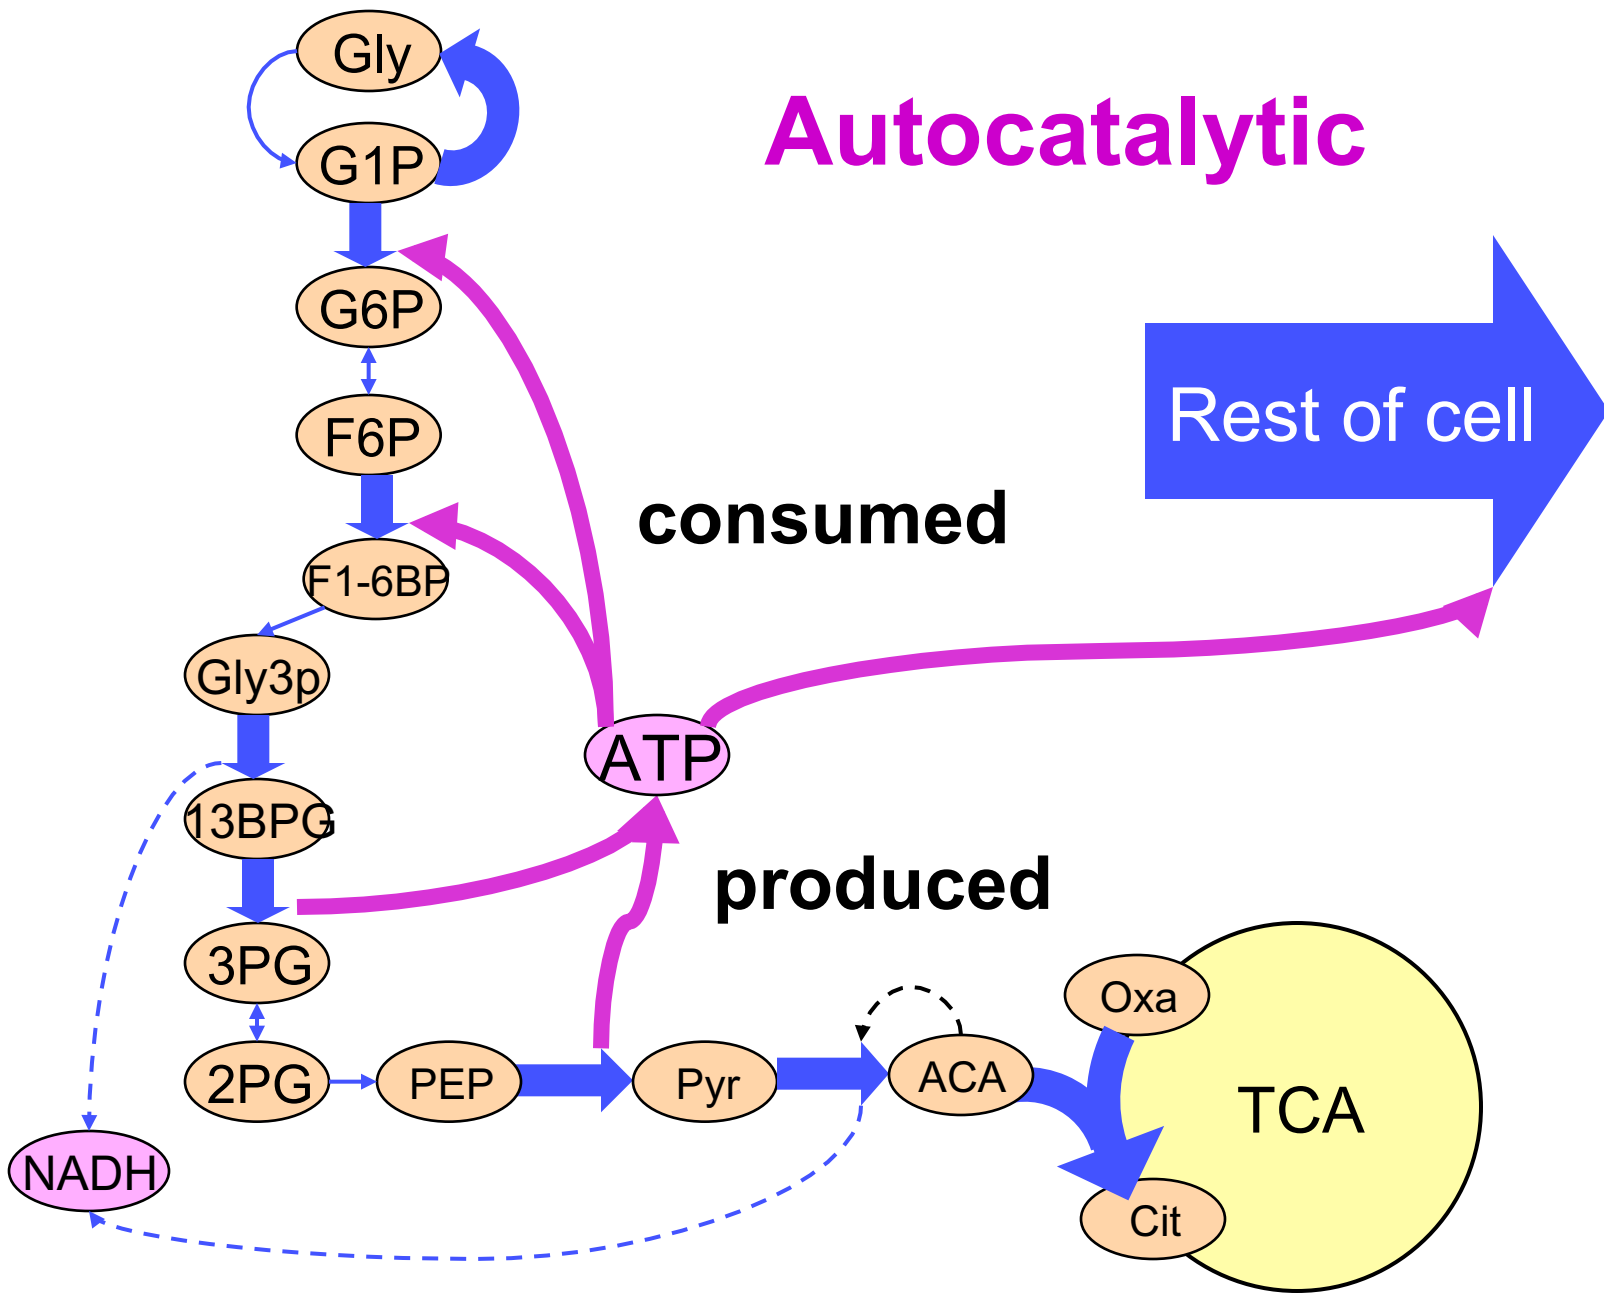 Gly
Autocatalytic
G1P
G6P
Rest of cell
F6P
consumed
F1-6BP
Gly3p
ATP
13BPG
produced
3PG
Oxa
2PG
PEP
Pyr
ACA
TCA
NADH
Cit